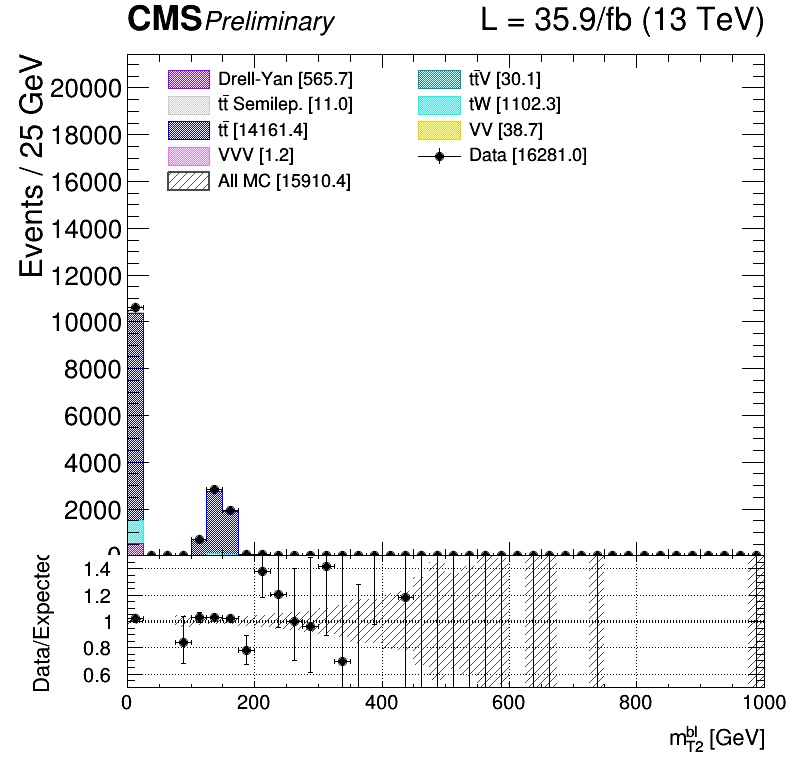 CMS Preliminary L = 35.9/fb (13 TeV)
Events / 25 GeV
20000
18000
16000
14000
12000
10000
8000
6000
4000
2000
0
Drell-Yan [565.7]
tt̄ Semilep. [11.0]
tt̄ [14161.4]
VVV [1.2]
All MC [15910.4]
tt̄V [30.1]
tW [1102.3]
VV [38.7]
Data [16281.0]
Data/Expected
1.4
1.2
1
0.8
0.6
0 200 400 600 800 1000
m_{T2}^{bl} [GeV]